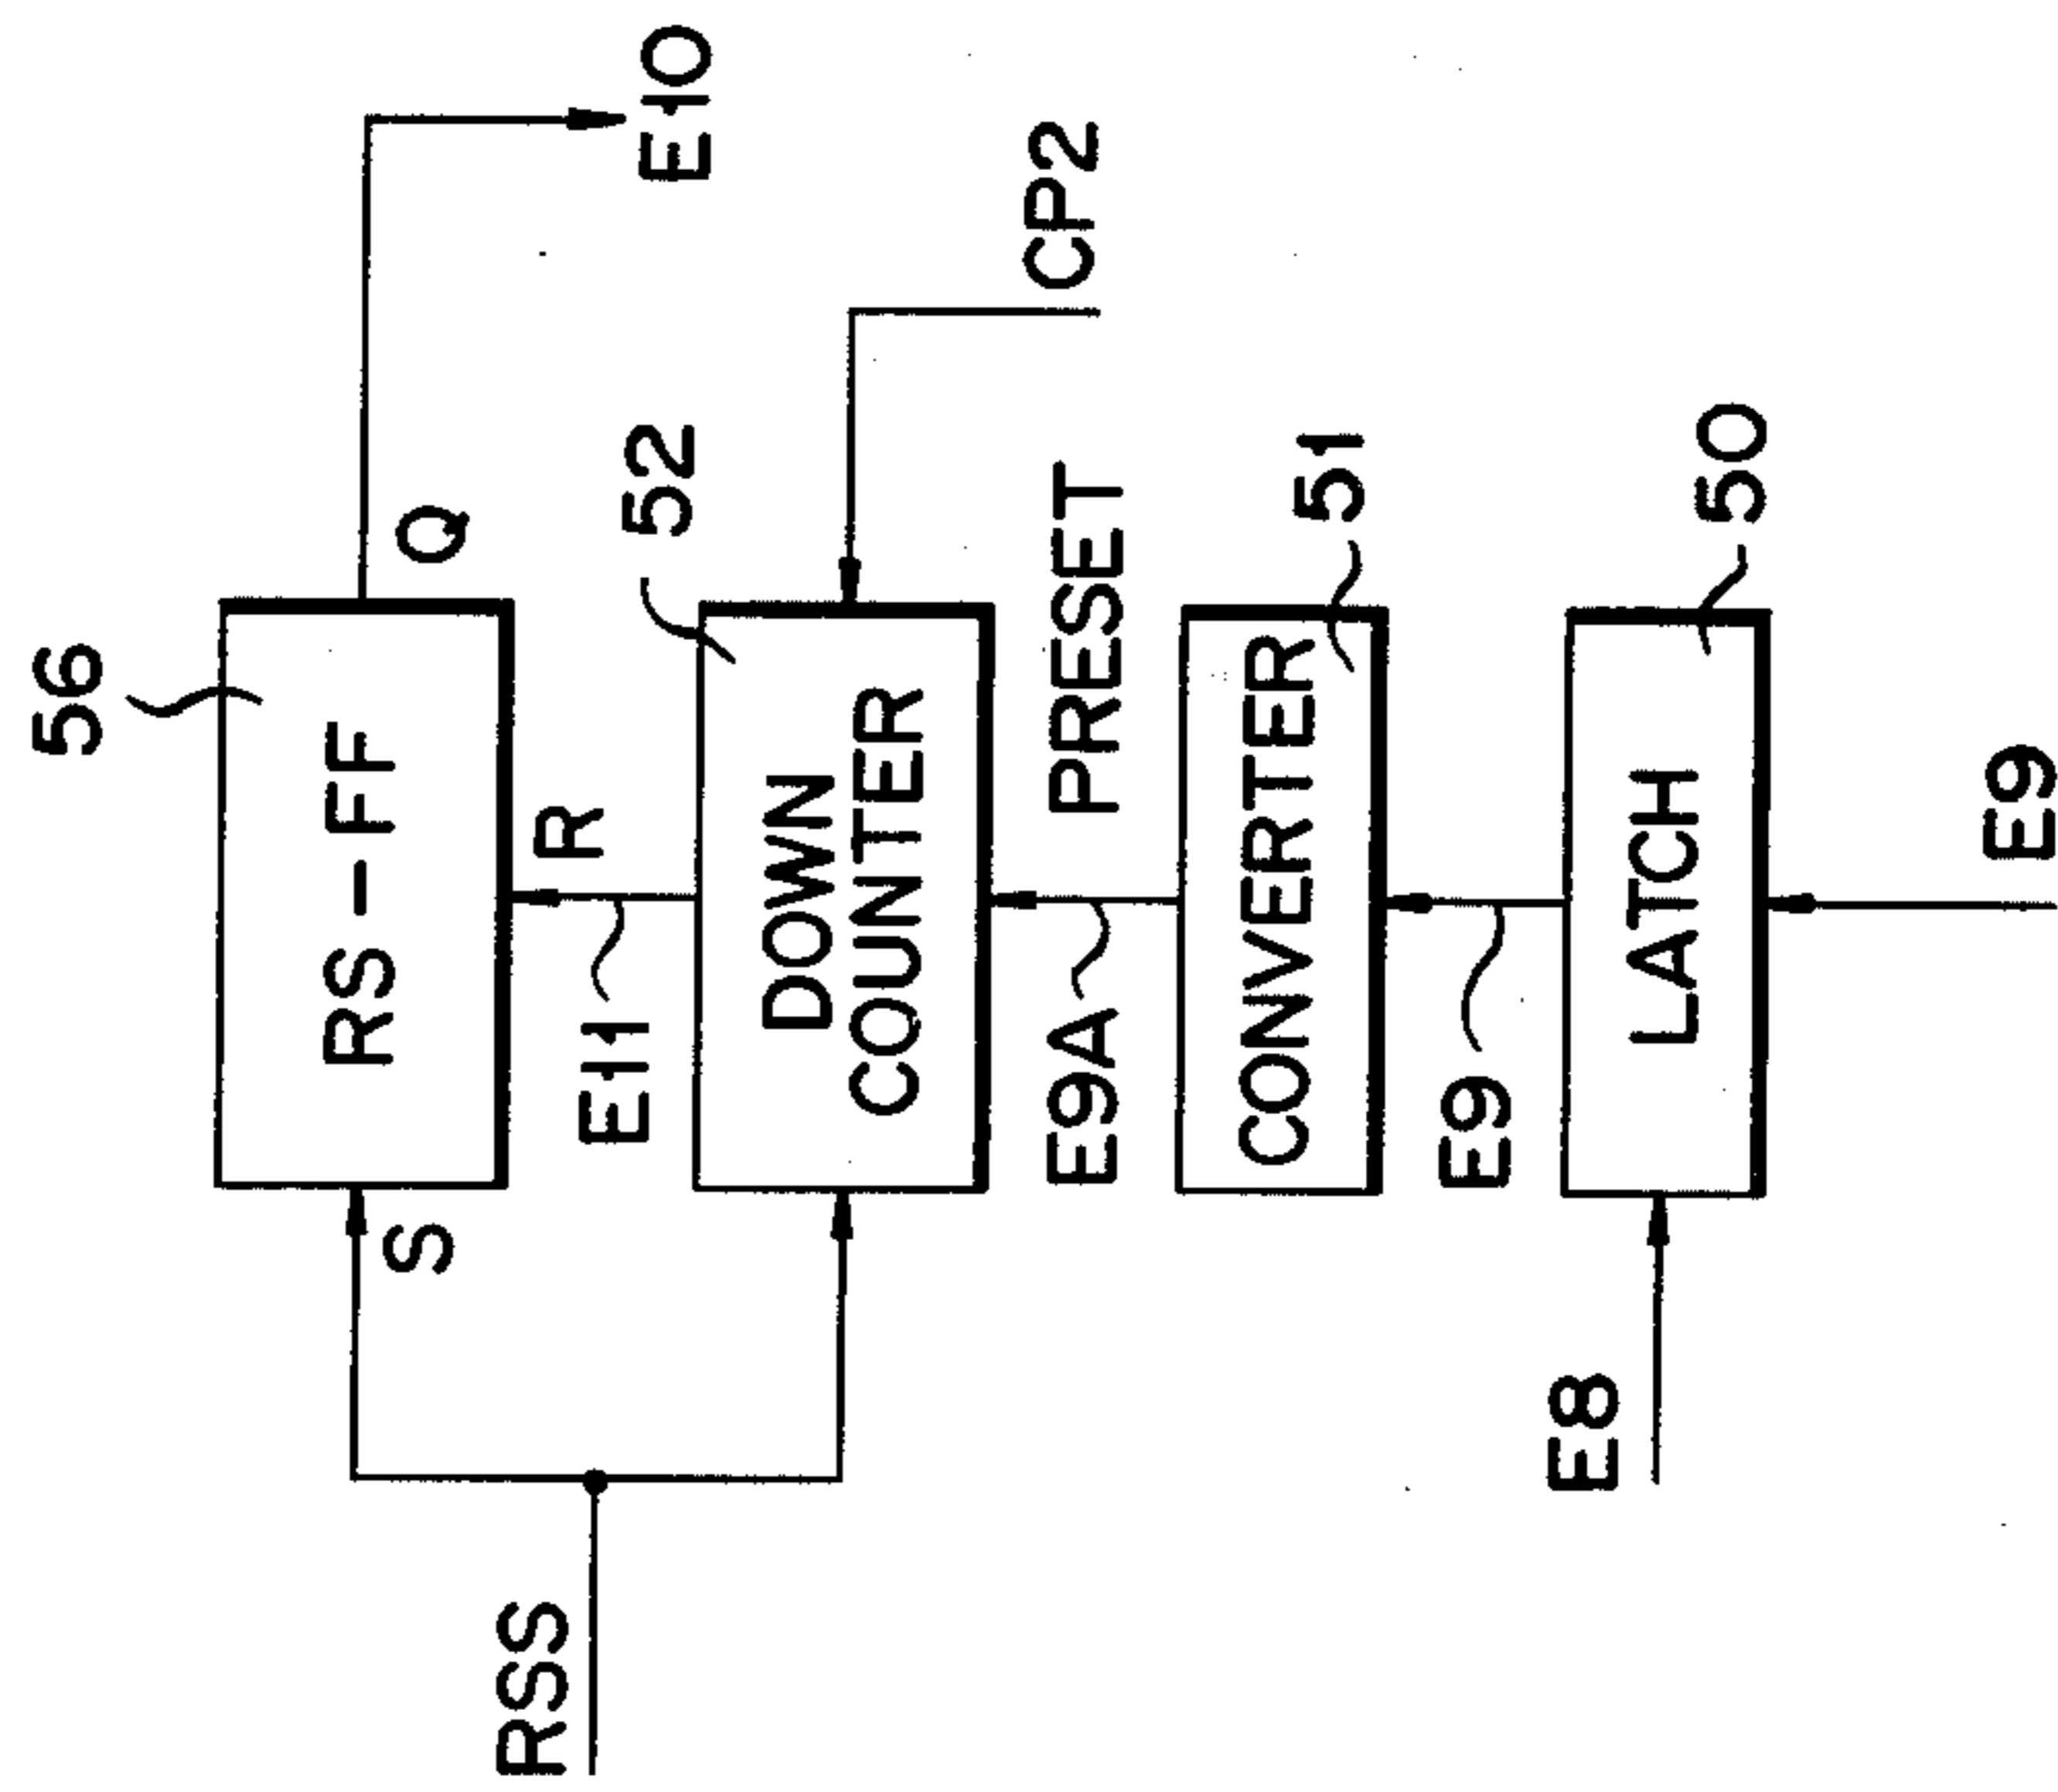 56
RS-FF
Q
E10
S
R
E11
52
DOWN
COUNTER
CP2
RSS
E9A
PRESET
51
CONVERTER
E9
50
LATCH
E8
E9